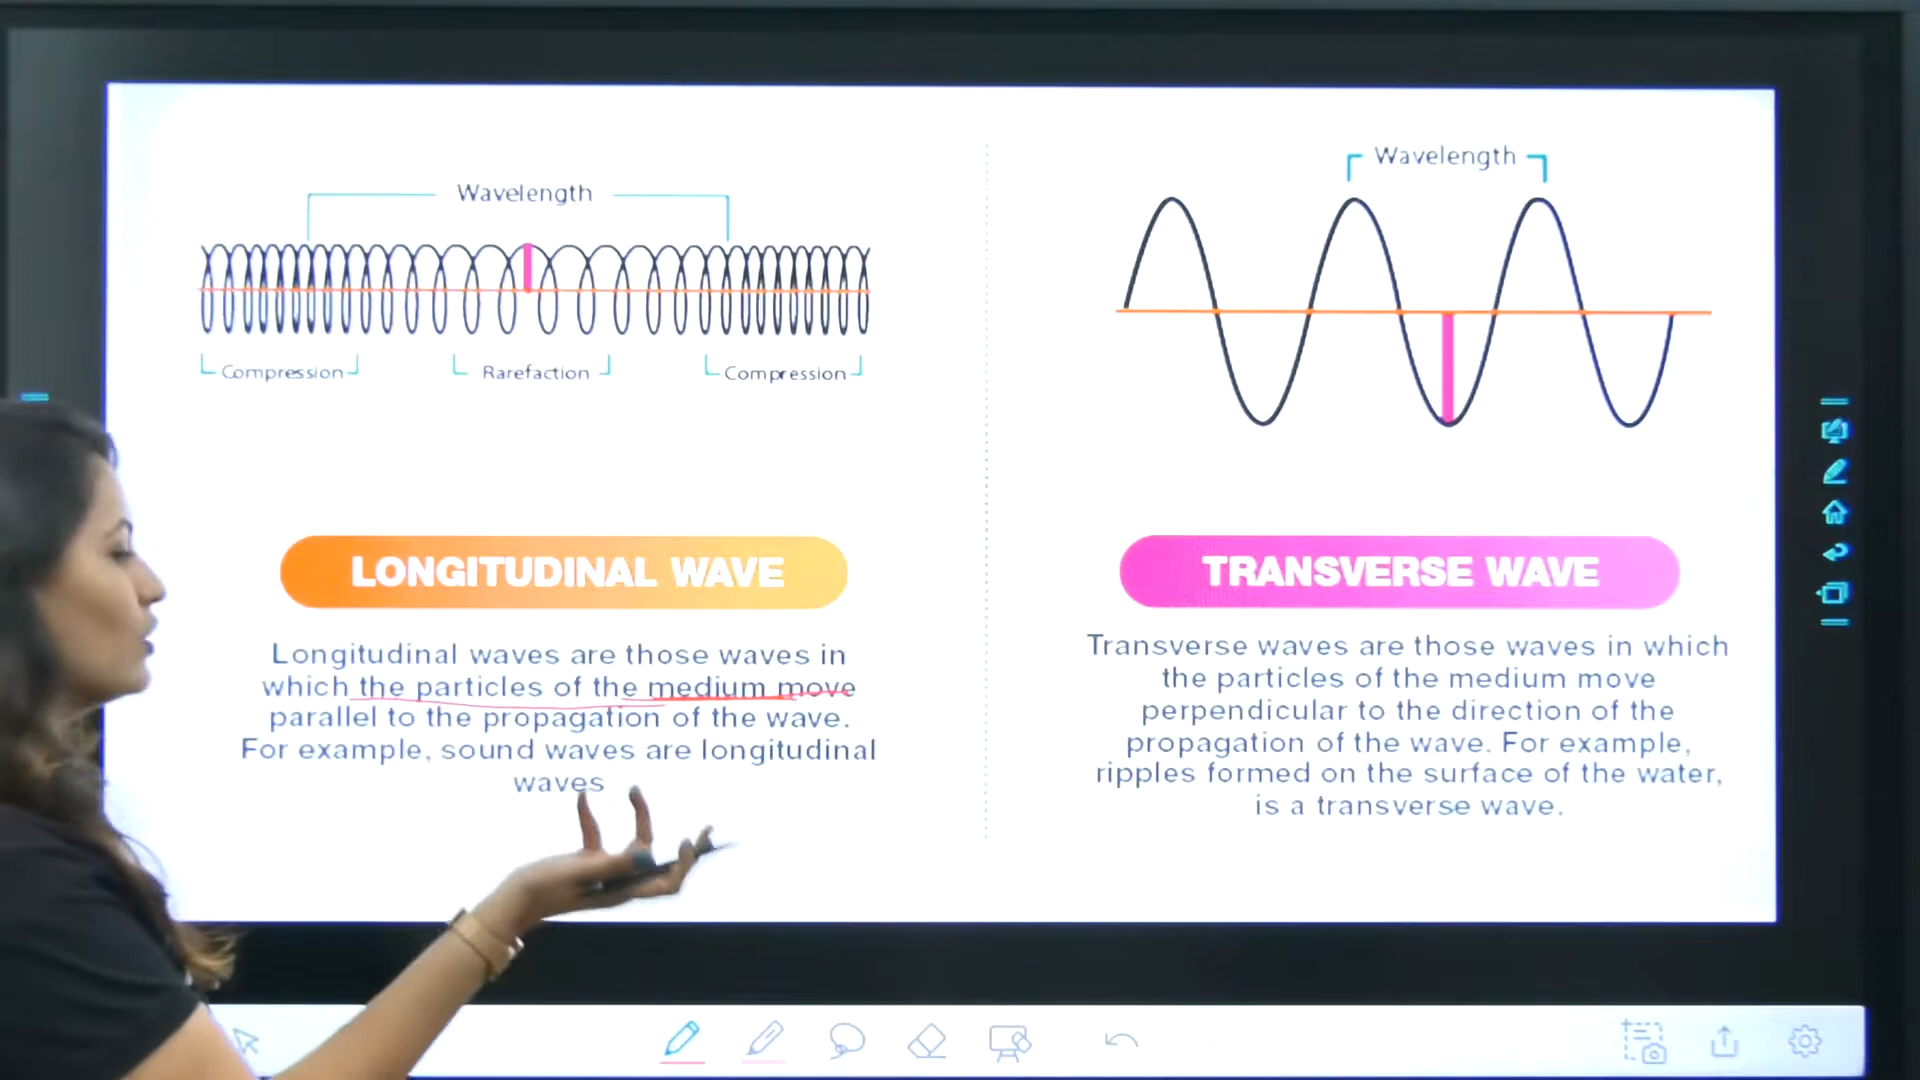 Wavelength
Compression
Rarefaction
Compression
LONGITUDINAL WAVE
Longitudinal waves are those waves in
which the particles of the medium move
parallel to the propagation of the wave.
For example, sound waves are longitudinal
waves
Wavelength
TRANSVERSE WAVE
Transverse waves are those waves in which
the particles of the medium move
perpendicular to the direction of the
propagation of the wave. For example,
ripples formed on the surface of the water,
is a transverse wave.